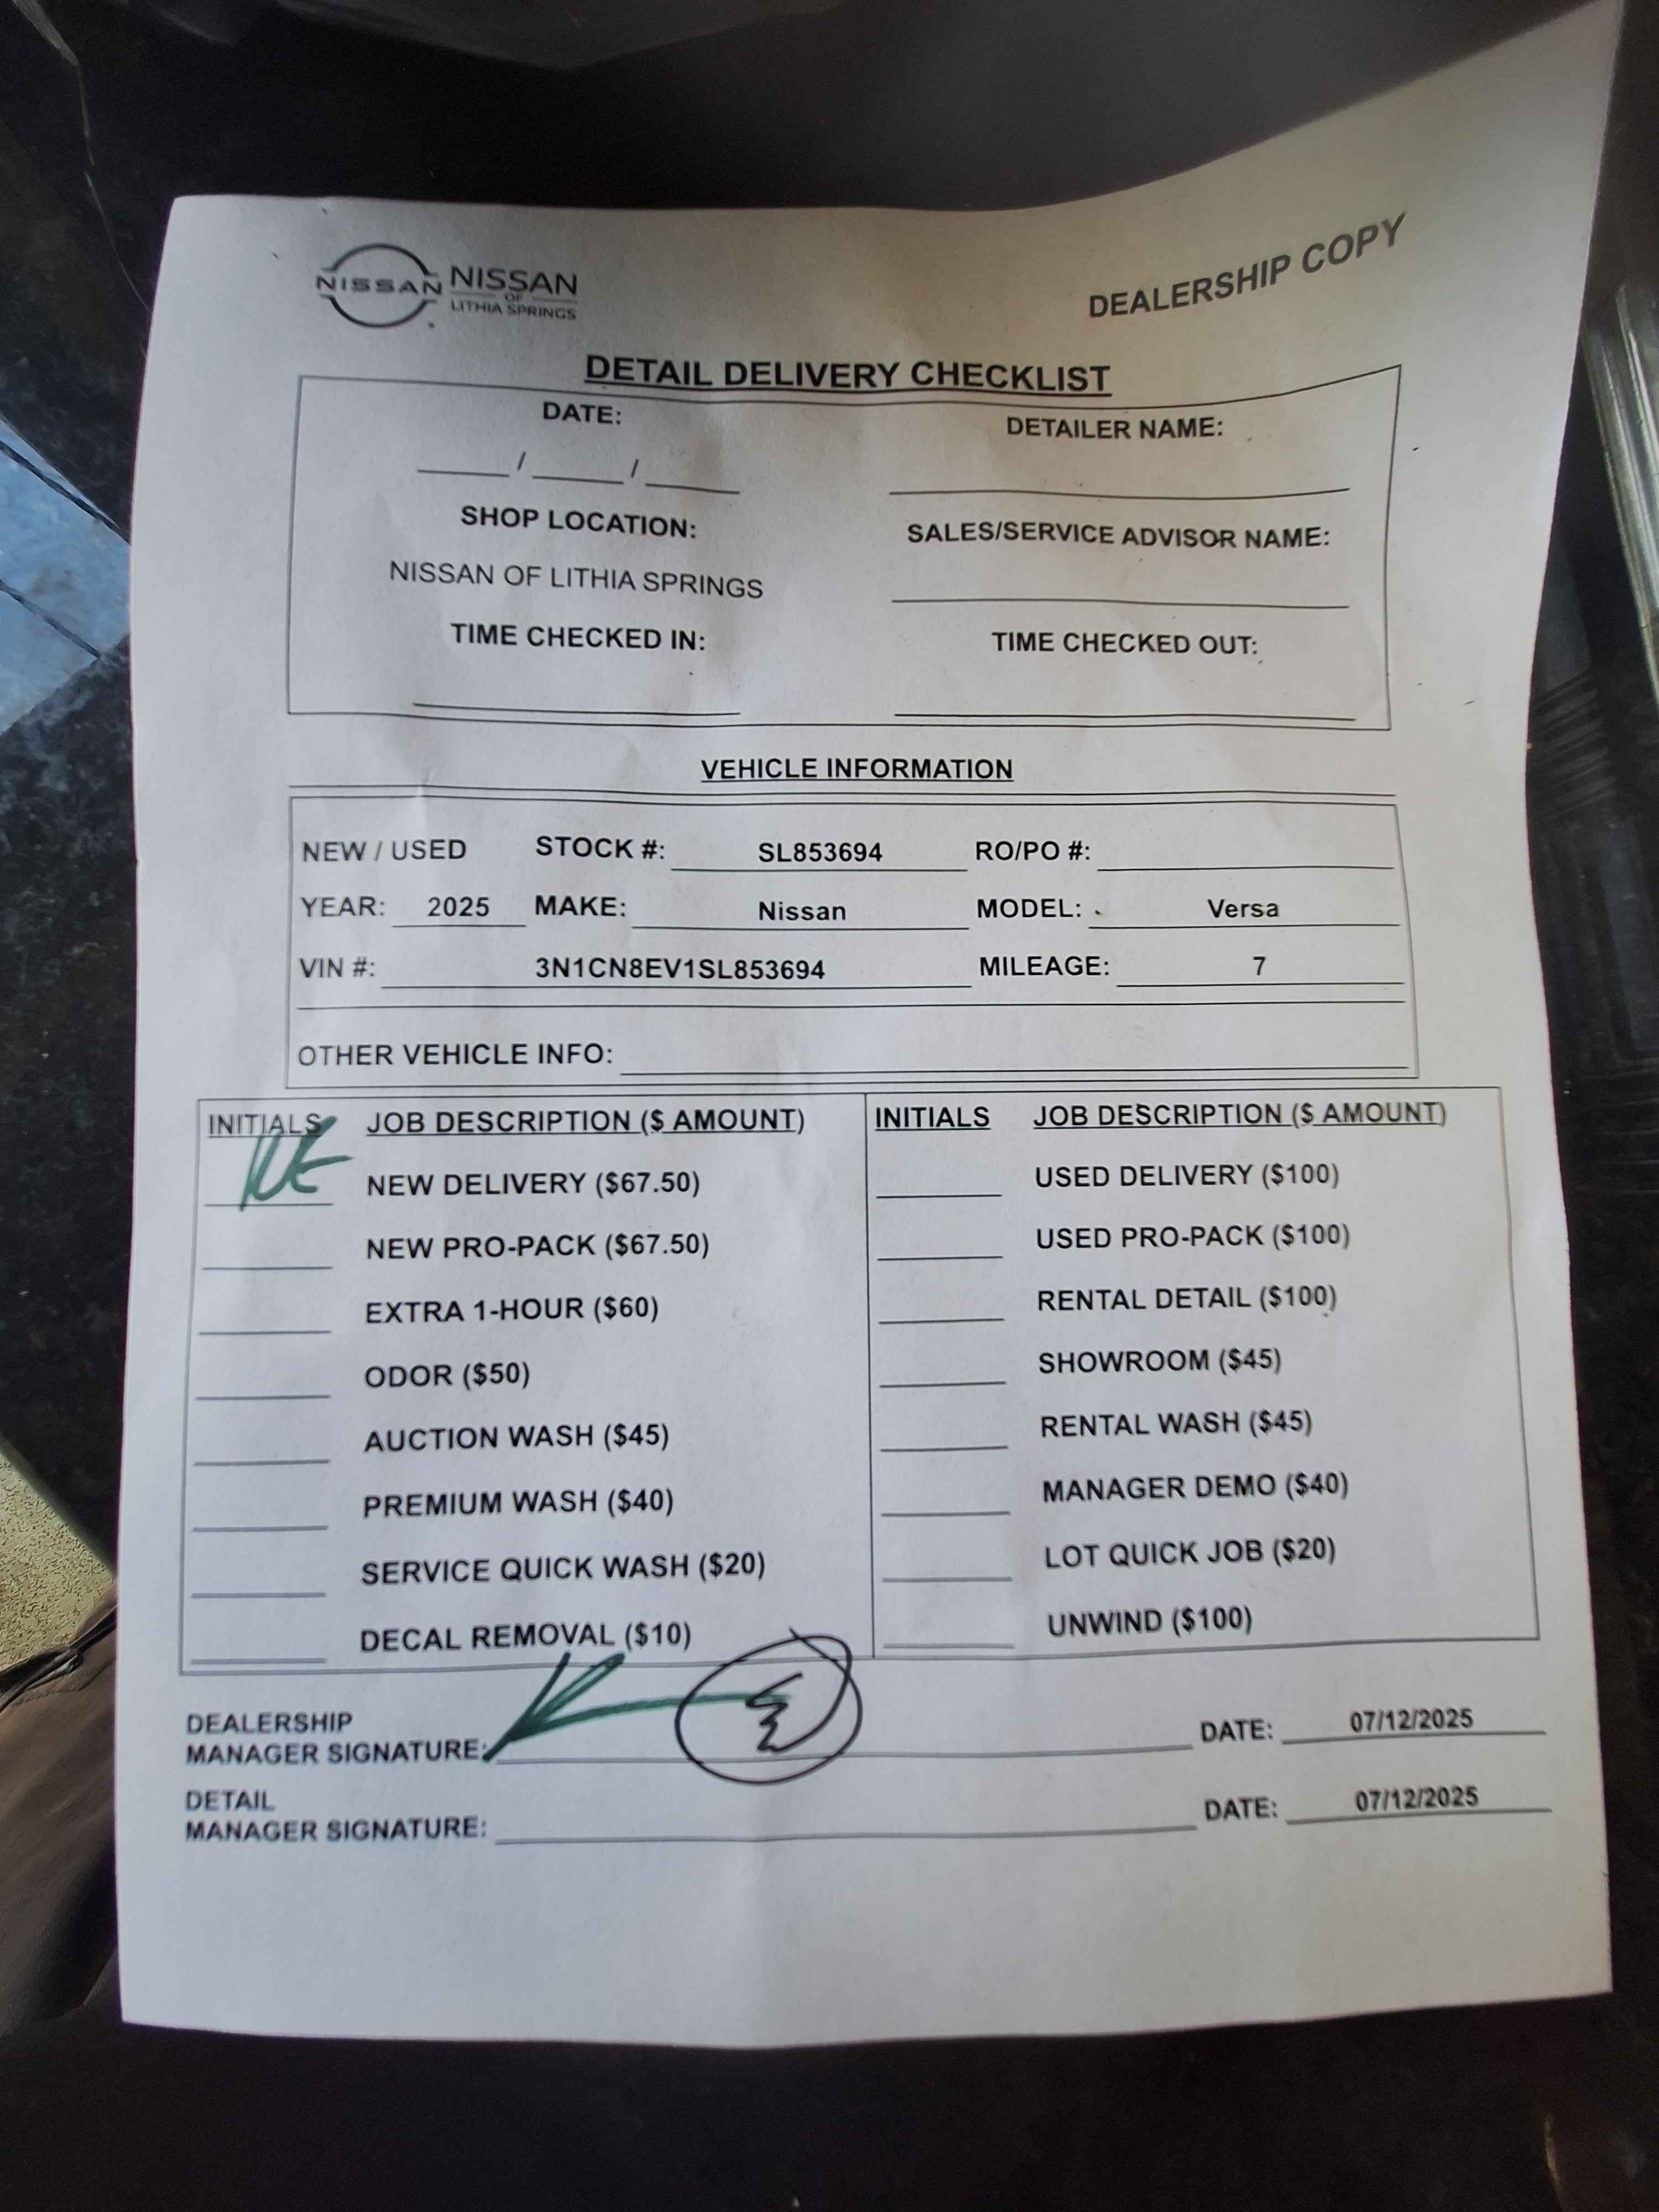 NISSAN NISSAN
OF
LITHIA SPRINGS
DEALERSHIP COPY
DETAIL DELIVERY CHECKLIST
DATE: DETAILER NAME:
/ /
SHOP LOCATION: SALES/SERVICE ADVISOR NAME:
NISSAN OF LITHIA SPRINGS
TIME CHECKED IN: TIME CHECKED OUT:
VEHICLE INFORMATION
NEW / USED STOCK #: SL853694 RO/PO #:
YEAR: 2025 MAKE: Nissan MODEL: Versa
VIN #: 3N1CN8EV1SL853694 MILEAGE: 7
OTHER VEHICLE INFO:
INITIALS JOB DESCRIPTION ($ AMOUNT) INITIALS JOB DESCRIPTION ($ AMOUNT)
NEW DELIVERY ($67.50) USED DELIVERY ($100)
NEW PRO-PACK ($67.50) USED PRO-PACK ($100)
EXTRA 1-HOUR ($60) RENTAL DETAIL ($100)
ODOR ($50) SHOWROOM ($45)
AUCTION WASH ($45) RENTAL WASH ($45)
PREMIUM WASH ($40) MANAGER DEMO ($40)
SERVICE QUICK WASH ($20) LOT QUICK JOB ($20)
DECAL REMOVAL ($10) UNWIND ($100)
DEALERSHIP
MANAGER SIGNATURE: DATE: 07/12/2025
DETAIL
MANAGER SIGNATURE: DATE: 07/12/2025